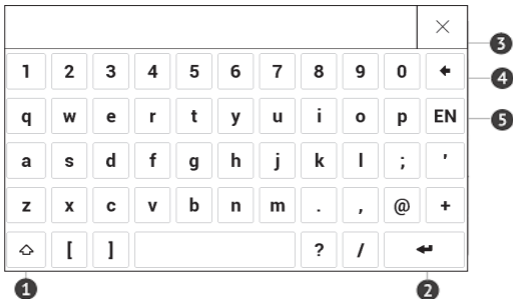 3
1 2 3 4 5 6 7 8 9 0 4
q w e r t y u i o p EN 5
a s d f g h j k l ; '
z x c v b n m . , @ +
[ ] ? /
1 2